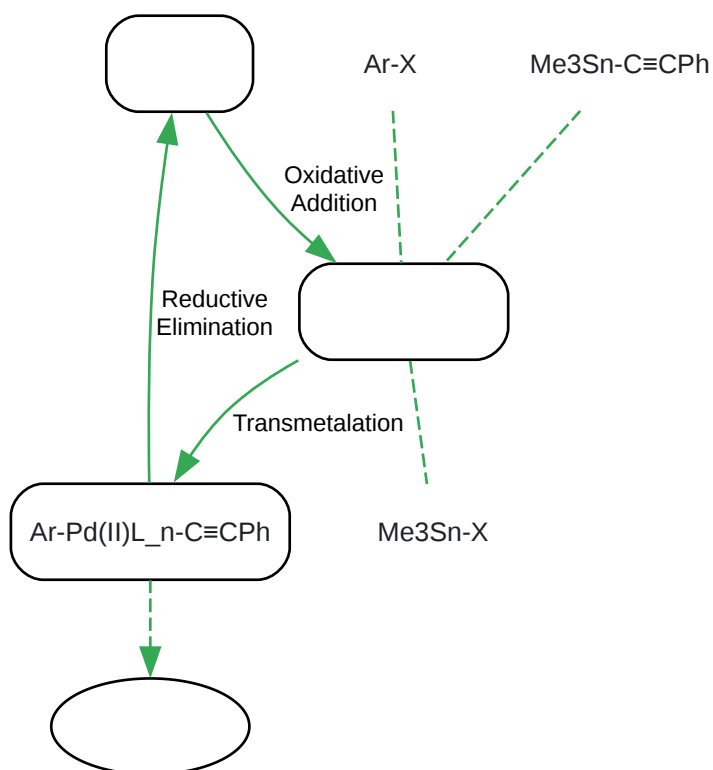 Ar-X
Me3Sn-C≡CPh
Oxidative
Addition
Reductive
Elimination
Transmetalation
Ar-Pd(II)L_n-C≡CPh
Me3Sn-X